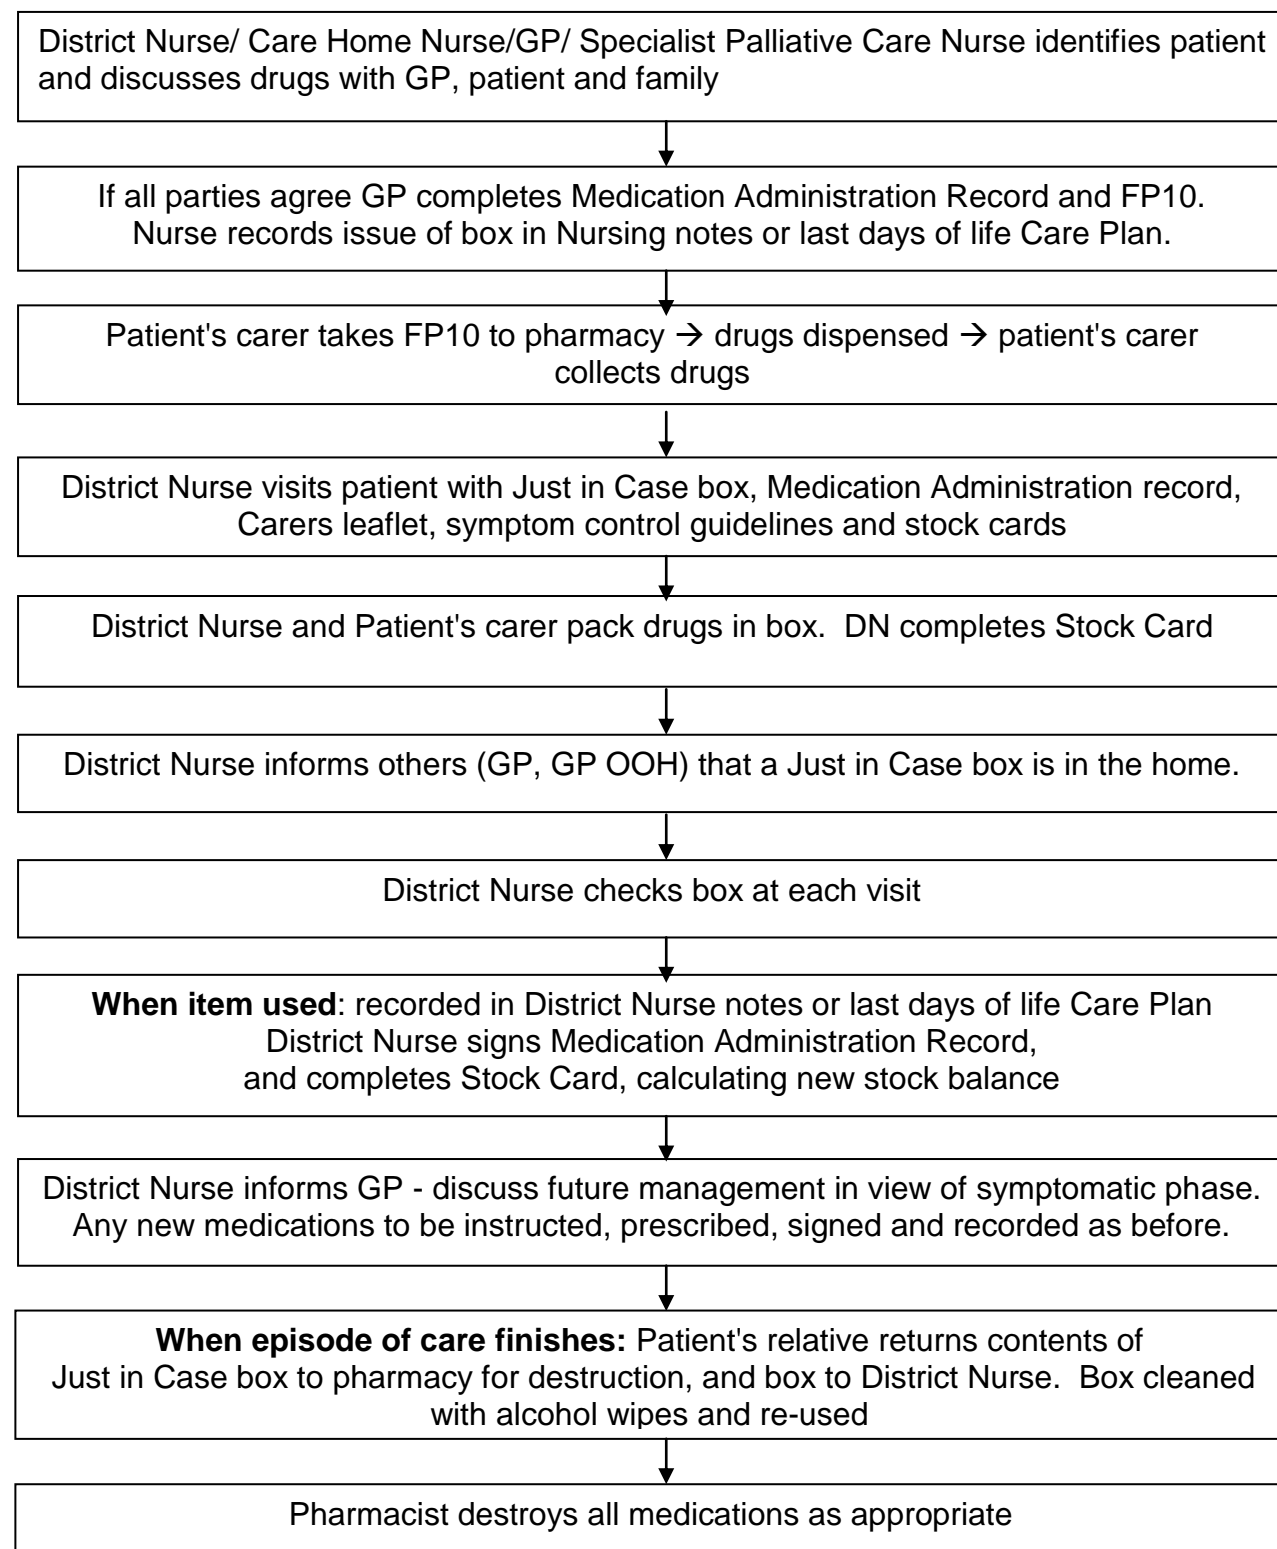 District Nurse/ Care Home Nurse/GP/ Specialist Palliative Care Nurse identifies patient
and discusses drugs with GP, patient and family
If all parties agree GP completes Medication Administration Record and FP10.
Nurse records issue of box in Nursing notes or last days of life Care Plan.
Patient's carer takes FP10 to pharmacy → drugs dispensed → patient's carer
collects drugs
District Nurse visits patient with Just in Case box, Medication Administration record,
Carers leaflet, symptom control guidelines and stock cards
District Nurse and Patient's carer pack drugs in box.  DN completes Stock Card
District Nurse informs others (GP, GP OOH) that a Just in Case box is in the home.
District Nurse checks box at each visit
When item used: recorded in District Nurse notes or last days of life Care Plan
District Nurse signs Medication Administration Record,
and completes Stock Card, calculating new stock balance
District Nurse informs GP - discuss future management in view of symptomatic phase.
Any new medications to be instructed, prescribed, signed and recorded as before.
When episode of care finishes: Patient's relative returns contents of
Just in Case box to pharmacy for destruction, and box to District Nurse.  Box cleaned
with alcohol wipes and re-used
Pharmacist destroys all medications as appropriate